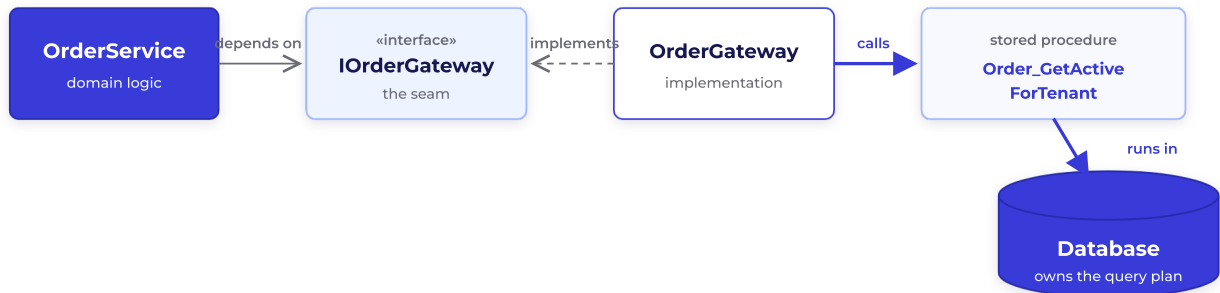 OrderService
domain logic
depends on
«interface»
IOrderGateway
the seam
implements
OrderGateway
implementation
calls
stored procedure
Order_GetActive
ForTenant
runs in
Database
owns the query plan